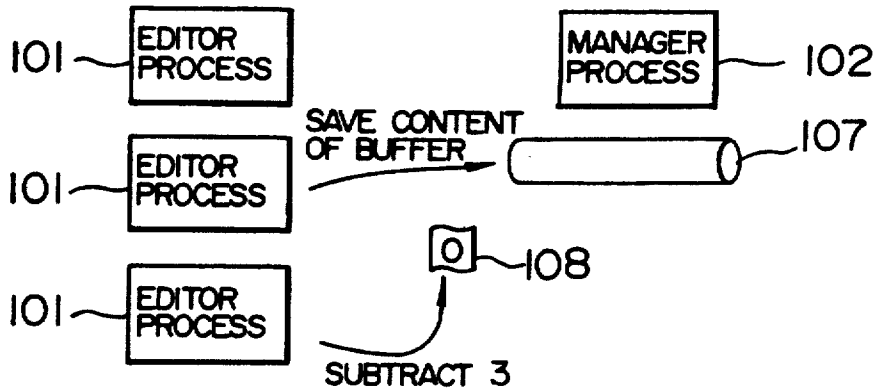 101
EDITOR
PROCESS
MANAGER
PROCESS
102
101
EDITOR
PROCESS
SAVE CONTENT
OF BUFFER
107
101
EDITOR
PROCESS
0
108
SUBTRACT 3